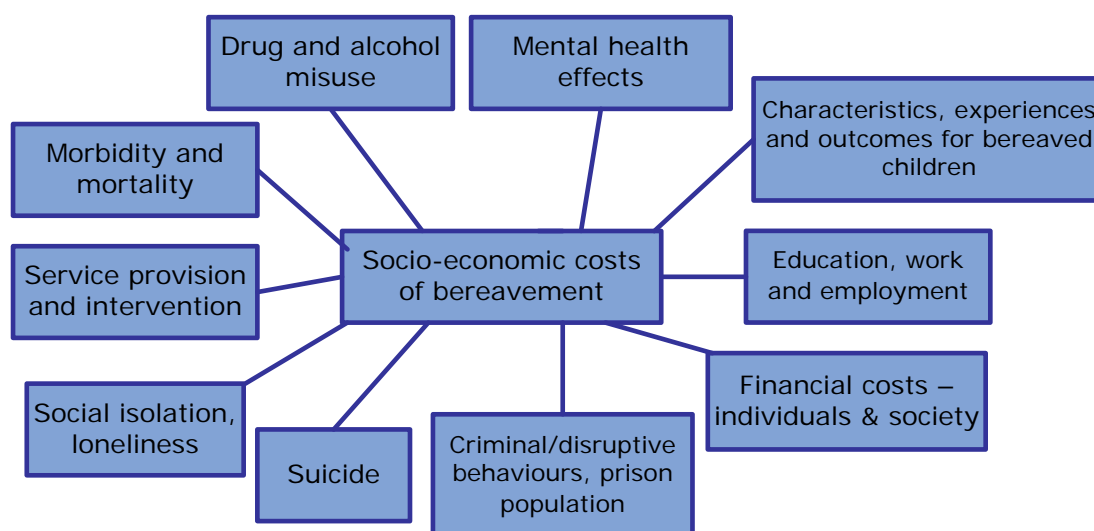 Drug and alcohol
misuse
Mental health
effects
Characteristics, experiences
and outcomes for bereaved
children
Morbidity and
mortality
Socio-economic costs
of bereavement
Education, work
and employment
Service provision
and intervention
Financial costs –
individuals & society
Social isolation,
loneliness
Suicide
Criminal/disruptive
behaviours, prison
population